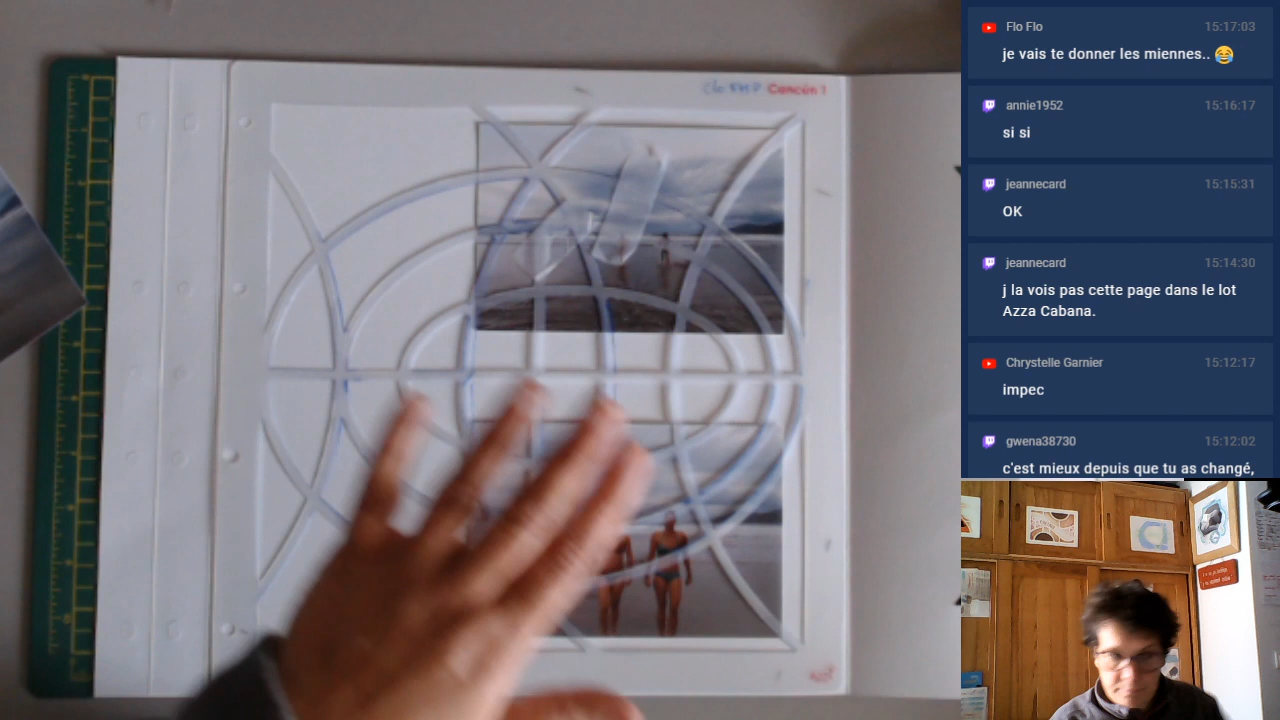 Cancún 1
Flo Flo
15:17:03
je vais te donner les miennes.. 😂
annie1952
15:16:17
si si
jeannecard
15:15:31
OK
jeannecard
15:14:30
j la vois pas cette page dans le lot
Azza Cabana.
Chrystelle Garnier
15:12:17
impec
gwena38730
15:12:02
c'est mieux depuis que tu as changé,